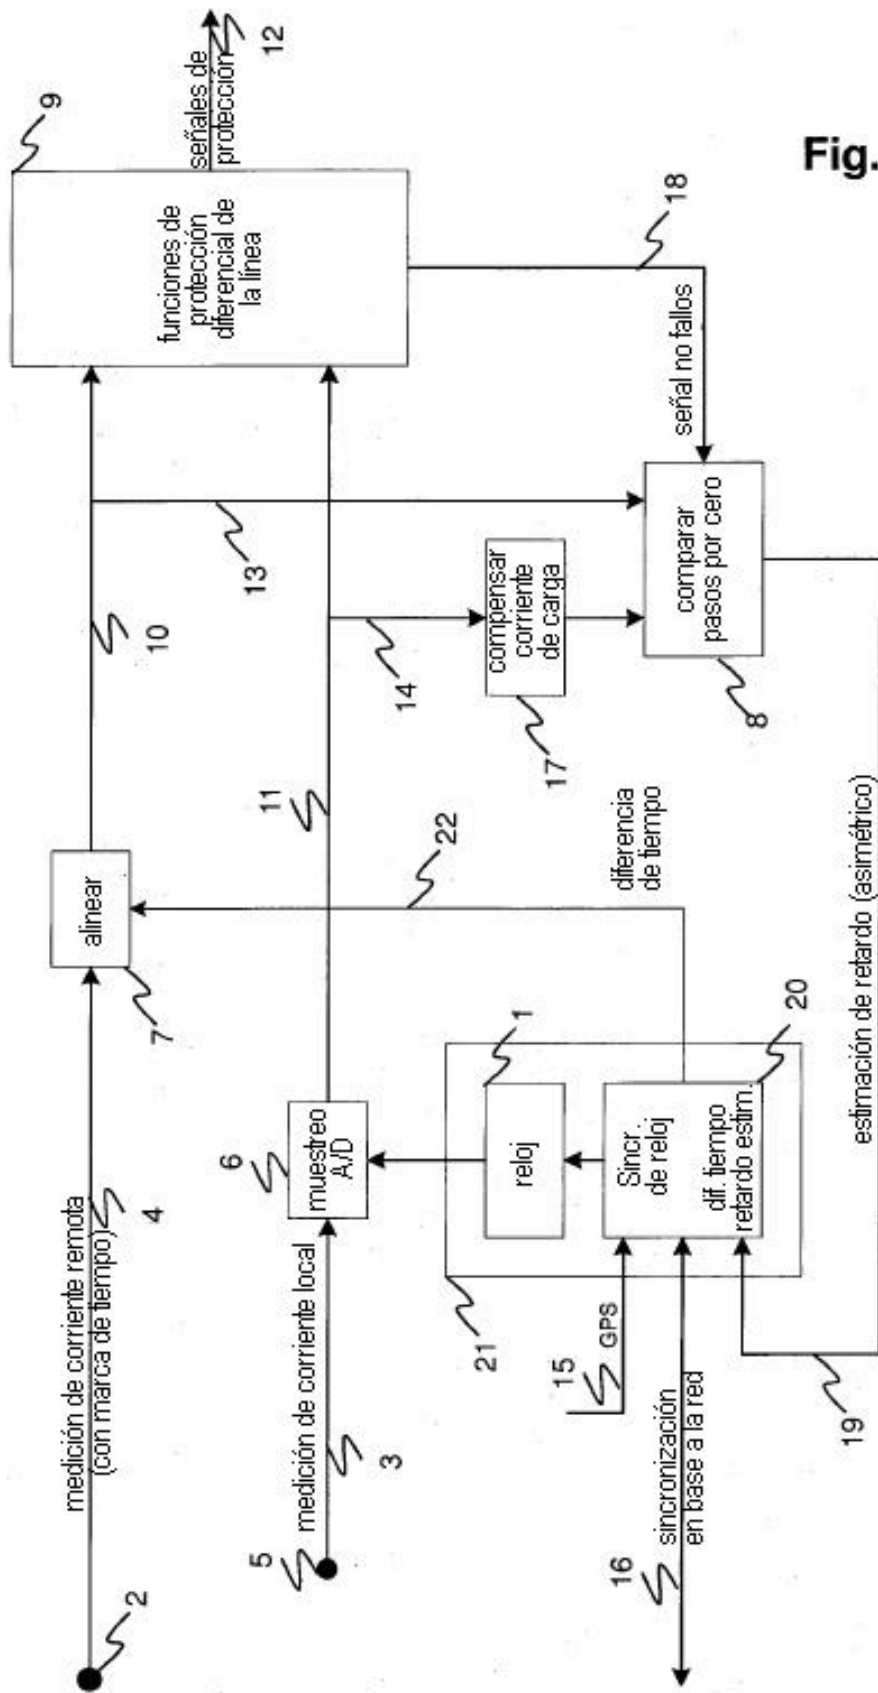 2
medición de corriente remota
(con marca de tiempo)
4
7
alinear
10
9
funciones de
protección
diferencial de
la línea
señales de
protección
12
5
medición de corriente local
3
6
muestreo
A/D
11
22
13
14
compensar
corriente
de carga
17
señal no fallos
18
comparar
pasos por cero
8
diferencia
de tiempo
1
reloj
Sincr.
de reloj
dif. tiempo
retardo estim.
20
21
15
GPS
16
sincronización
en base a la red
19
estimación de retardo (asimétrico)
Fig.